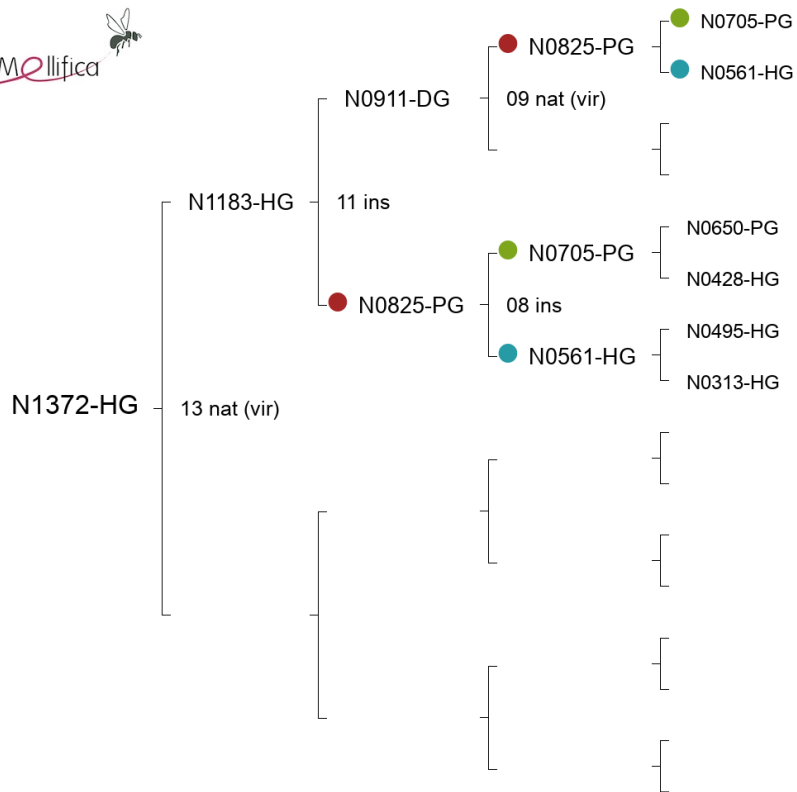 Mellifica
N0705-PG
N0825-PG
N0561-HG
N0911-DG
09 nat (vir)
N1183-HG
11 ins
N0705-PG
N0650-PG
N0428-HG
N0825-PG
08 ins
N0561-HG
N0495-HG
N0313-HG
N1372-HG
13 nat (vir)